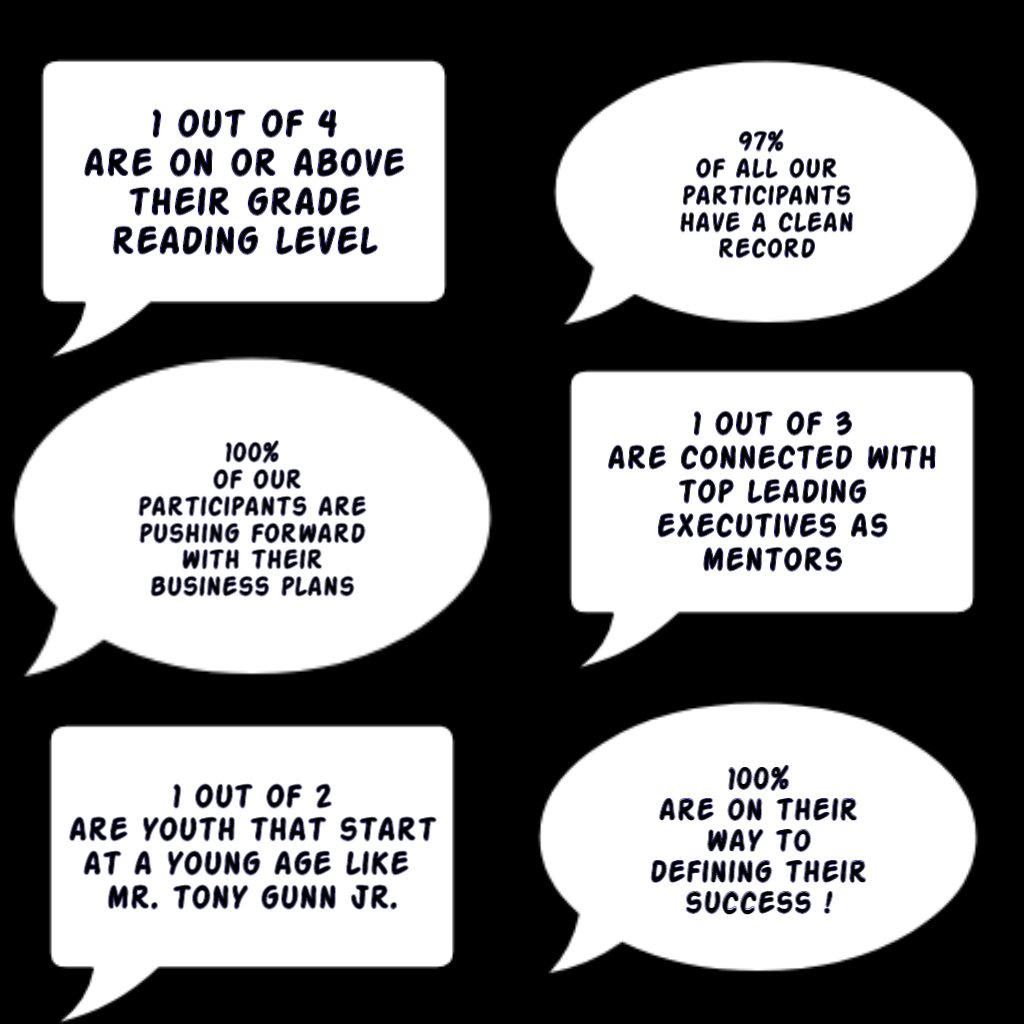 1 OUT OF 4
ARE ON OR ABOVE
THEIR GRADE
READING LEVEL
97%
OF ALL OUR
PARTICIPANTS
HAVE A CLEAN
RECORD
100%
OF OUR
PARTICIPANTS ARE
PUSHING FORWARD
WITH THEIR
BUSINESS PLANS
1 OUT OF 3
ARE CONNECTED WITH
TOP LEADING
EXECUTIVES AS
MENTORS
1 OUT OF 2
ARE YOUTH THAT START
AT A YOUNG AGE LIKE
MR. TONY GUNN JR.
100%
ARE ON THEIR
WAY TO
DEFINING THEIR
SUCCESS !